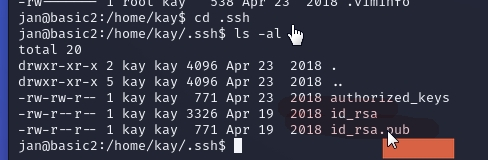 -rw------- 1 root kay   538 Apr 23  2018 .viminfo
jan@basic2:/home/kay$ cd .ssh
jan@basic2:/home/kay/.ssh$ ls -al
total 20
drwxr-xr-x 2 kay kay 4096 Apr 23  2018 .
drwxr-xr-x 5 kay kay 4096 Apr 23  2018 ..
-rw-rw-r-- 1 kay kay  771 Apr 23  2018 authorized_keys
-rw-r--r-- 1 kay kay 3326 Apr 19  2018 id_rsa
-rw-r--r-- 1 kay kay  771 Apr 19  2018 id_rsa.pub
jan@basic2:/home/kay/.ssh$